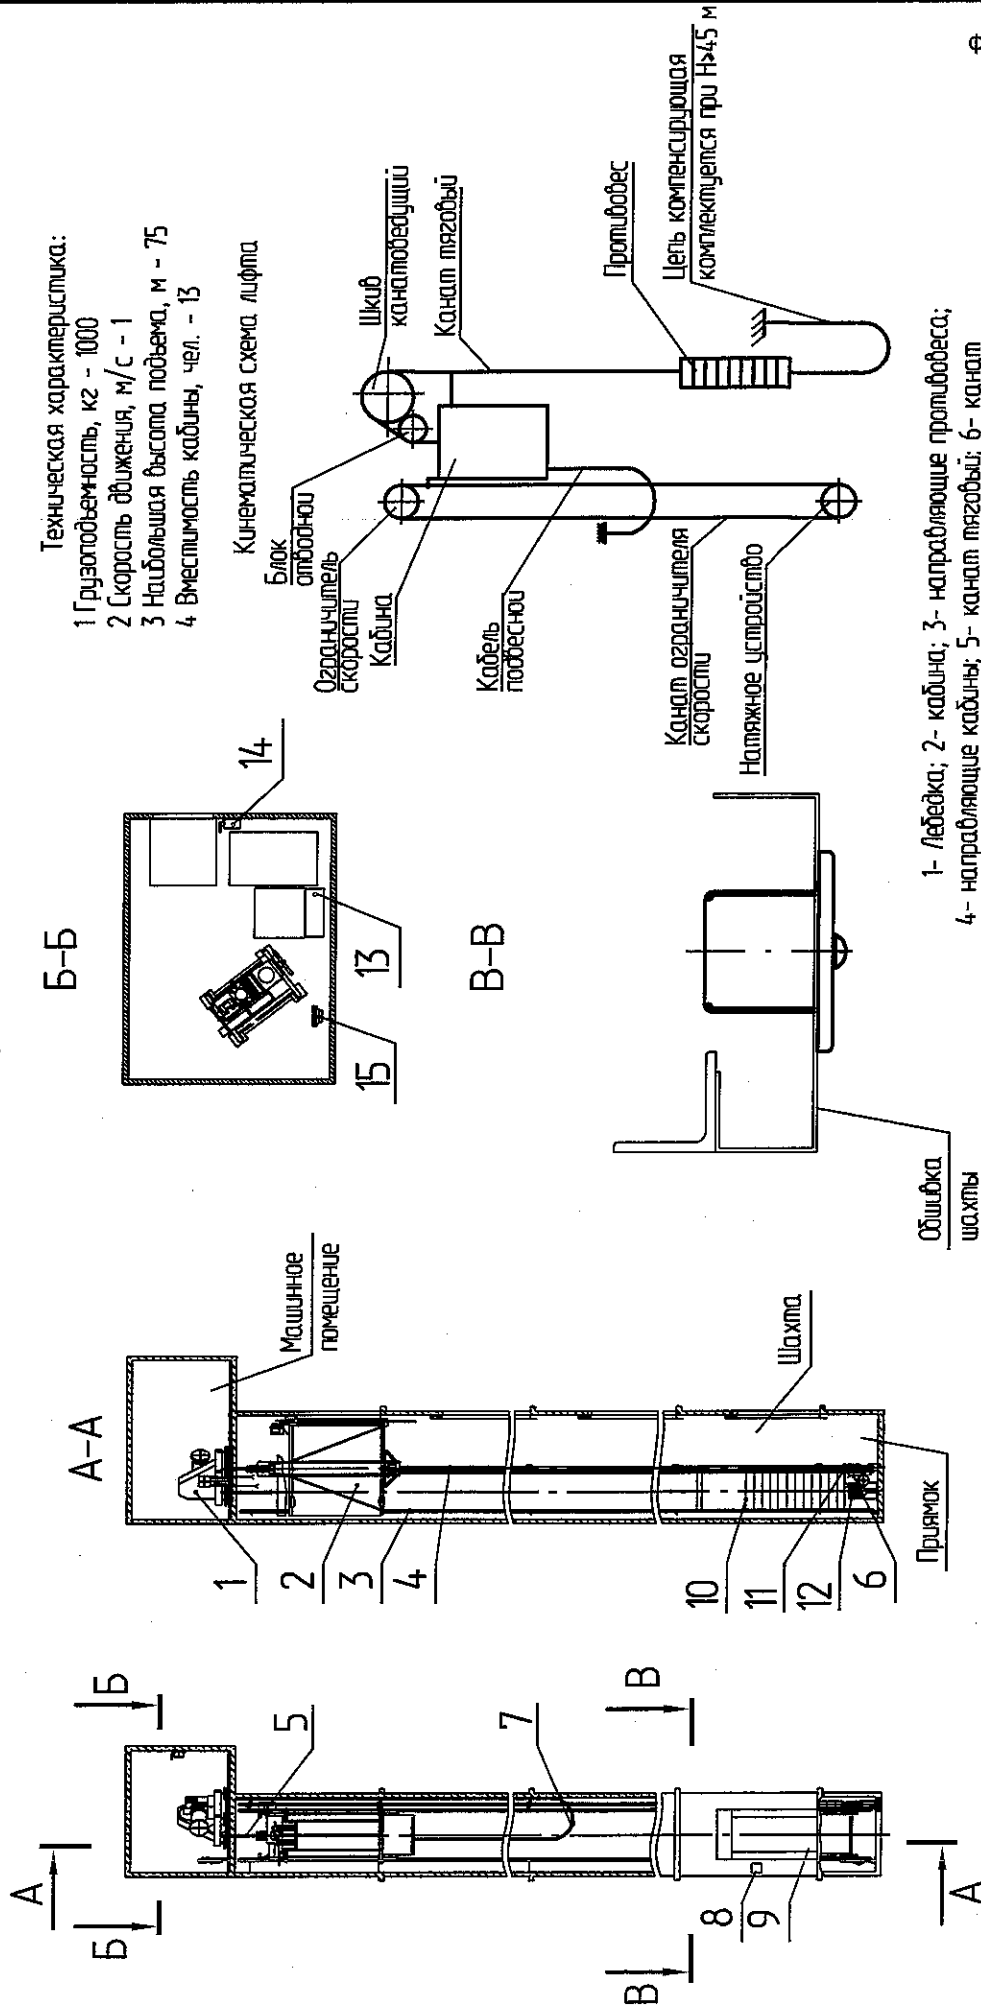 Техническая характеристика:
1 Грузоподъемность, кг - 1000
2 Скорость движения, м/с - 1
3 Наибольшая высота подъема, м - 75
4 Вместимость кабины, чел. - 13
Кинематическая схема лифта
Блок
отводной
Ограничитель
скорости
Кабина
Кабель
подвесной
Канат ограничителя
скорости
Натяжное устройство
Шкив
канатоведущий
Канат тяговый
Противовес
Цепь компенсирующая
комплектуется при H>45 м
Б-Б
13
14
15
В-В
Обшивка
шахты
А-А
Машинное
помещение
Шахта
Приямок
1
2
3
4
10
11
12
6
А
А
Б
Б
В
В
5
7
8
9
1- Лебедка; 2- кабина; 3- направляющие противовеса;
4- направляющие кабины; 5- канат тяговый; 6- канат